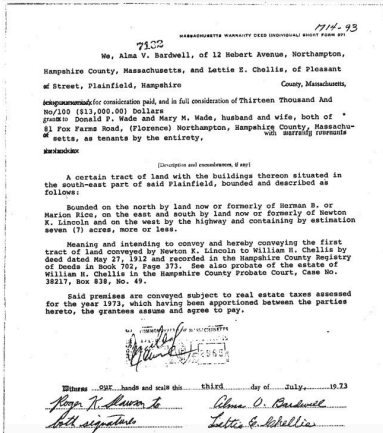 1714-93
MASSACHUSETTS WARRANTY DEED (INDIVIDUAL) SHORT FORM 571
7132
We, Alma V. Bardwell, of 12 Hebert Avenue, Northampton,
Hampshire County, Massachusetts, and Lettie E. Chellis, of Pleasant
of Street, Plainfield, Hampshire County, Massachusetts,
for consideration paid, and in full consideration of Thirteen Thousand And
No/100 ($13,000.00) Dollars
grants to Donald P. Wade and Mary M. Wade, husband and wife, both of
81 Fox Farms Road, (Florence) Northampton, Hampshire County, Massachu-
setts, as tenants by the entirety, with warranty covenants
[Description and encumbrances, if any]
A certain tract of land with the buildings thereon situated in
the south-east part of said Plainfield, bounded and described as
follows:
Bounded on the north by land now or formerly of Herman B. or
Marion Rice, on the east and south by land now or formerly of Newton
K. Lincoln and on the west by the highway and containing by estimation
seven (7) acres, more or less.
Meaning and intending to convey and hereby conveying the first
tract of land conveyed by Newton K. Lincoln to William H. Chellis by
deed dated May 27, 1912 and recorded in the Hampshire County Registry
of Deeds in Book 702, Page 373. See also probate of the estate of
William H. Chellis in the Hampshire County Probate Court, Case No.
38217, Box 838, No. 49.
Said premises are conveyed subject to real estate taxes assessed
for the year 1973, which having been apportioned between the parties
hereto, the grantees assume and agree to pay.
COMMONWEALTH OF MASSACHUSETTS
Witness our hands and seals this third day of July, 1973
Roger K. to Alma V. Bardwell
both signatures Lettie E. Chellis